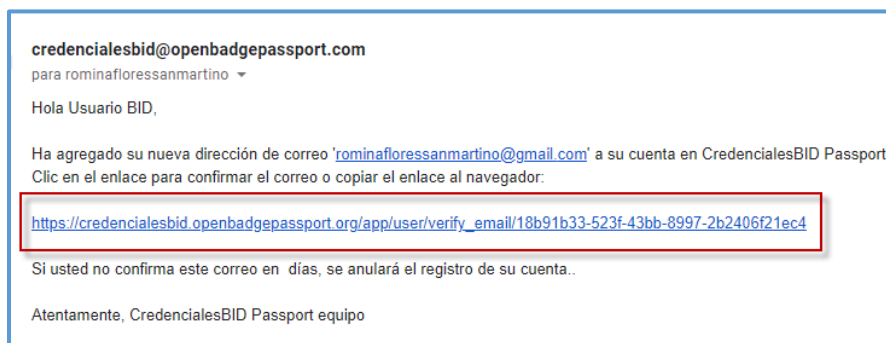 credencialesbid@openbadgepassport.com
para rominafloressanmartino
Hola Usuario BID,
Ha agregado su nueva dirección de correo 'rominafloressanmartino@gmail.com' a su cuenta en CredencialesBID Passport
Clic en el enlace para confirmar el correo o copiar el enlace al navegador:
https://credencialesbid.openbadgepassport.org/app/user/verify_email/18b91b33-523f-43bb-8997-2b2406f21ec4
Si usted no confirma este correo en  días, se anulará el registro de su cuenta..
Atentamente, CredencialesBID Passport equipo